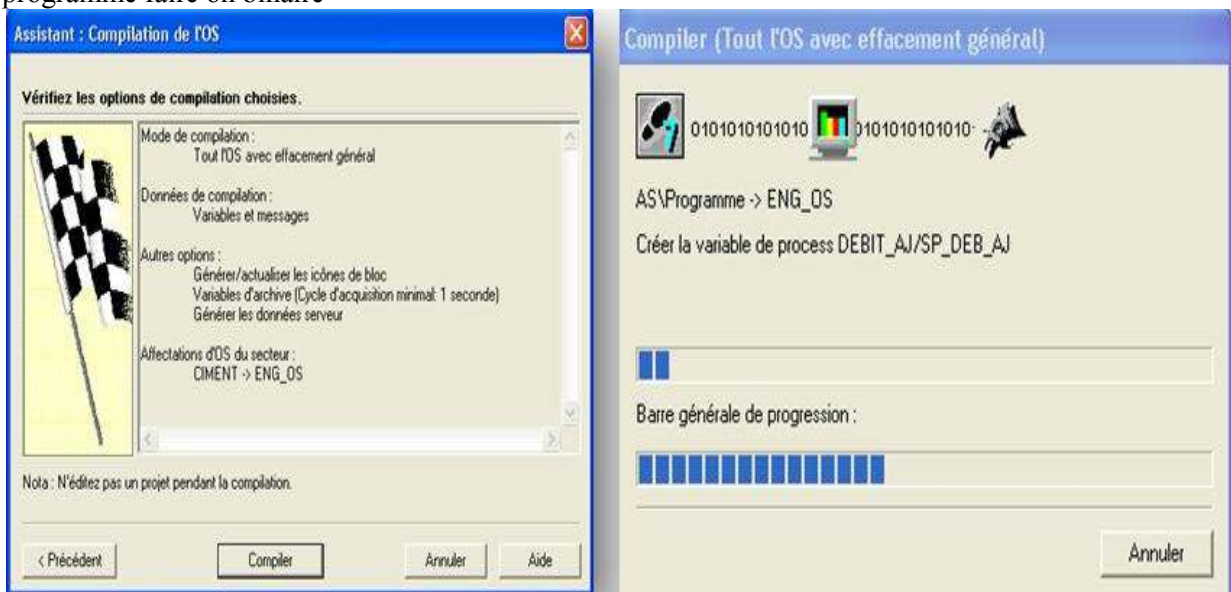 programme faire on binaire
Assistant : Compilation de l'OS
Vérifiez les options de compilation choisies.
Mode de compilation :
Tout l'OS avec effacement général
Données de compilation :
Variables et messages
Autres options :
Générer/actualiser les icônes de bloc
Variables d'archive (Cycle d'acquisition minimal: 1 seconde)
Générer les données serveur
Affectations d'OS du secteur :
CIMENT -> ENG_OS
Nota : N'éditez pas un projet pendant la compilation.
< Précédent
Compiler
Annuler
Aide
Compiler (Tout l'OS avec effacement général)
0101010101010
0101010101010-
AS\Programme -> ENG_OS
Créer la variable de process DEBIT_AJ/SP_DEB_AJ
Barre générale de progression :
Annuler